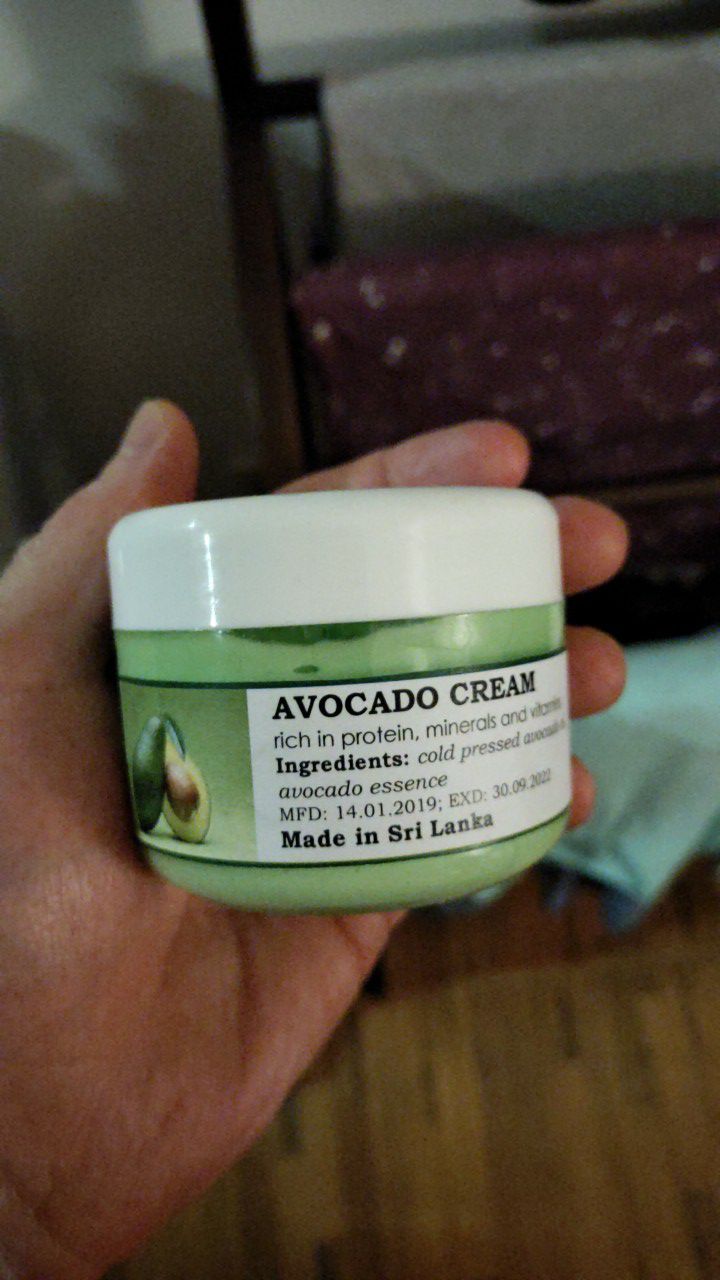 AVOCADO CREAM
rich in protein, minerals and
Ingredients: cold pressed avocado
avocado essence
MFD: 14.01.2019; EXD: 30.09.2022
Made in Sri Lanka